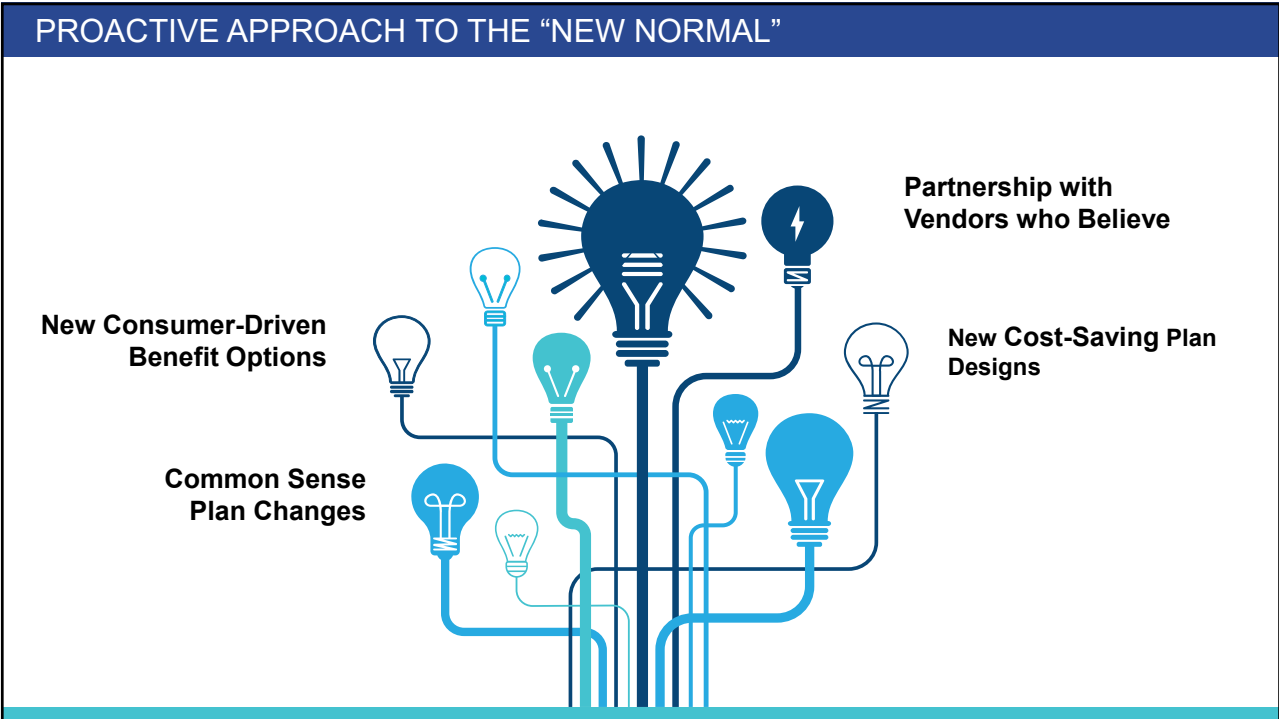 PROACTIVE APPROACH TO THE “NEW NORMAL”
Partnership with
Vendors who Believe
New Consumer-Driven
Benefit Options
New Cost-Saving Plan
Designs
Common Sense
Plan Changes